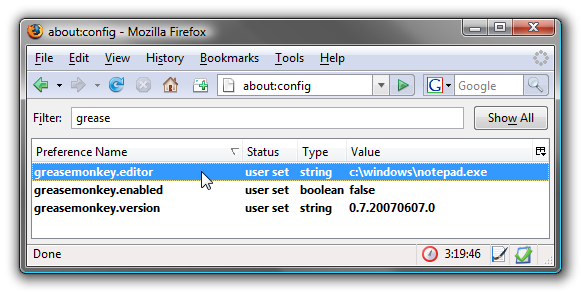 about:config - Mozilla Firefox
File Edit View History Bookmarks Tools Help
about:config G Google
Filter: grease Show All
Preference Name Status Type Value
greasemonkey.editor user set string c:\windows\notepad.exe
greasemonkey.enabled user set boolean false
greasemonkey.version user set string 0.7.20070607.0
Done 3:19:46